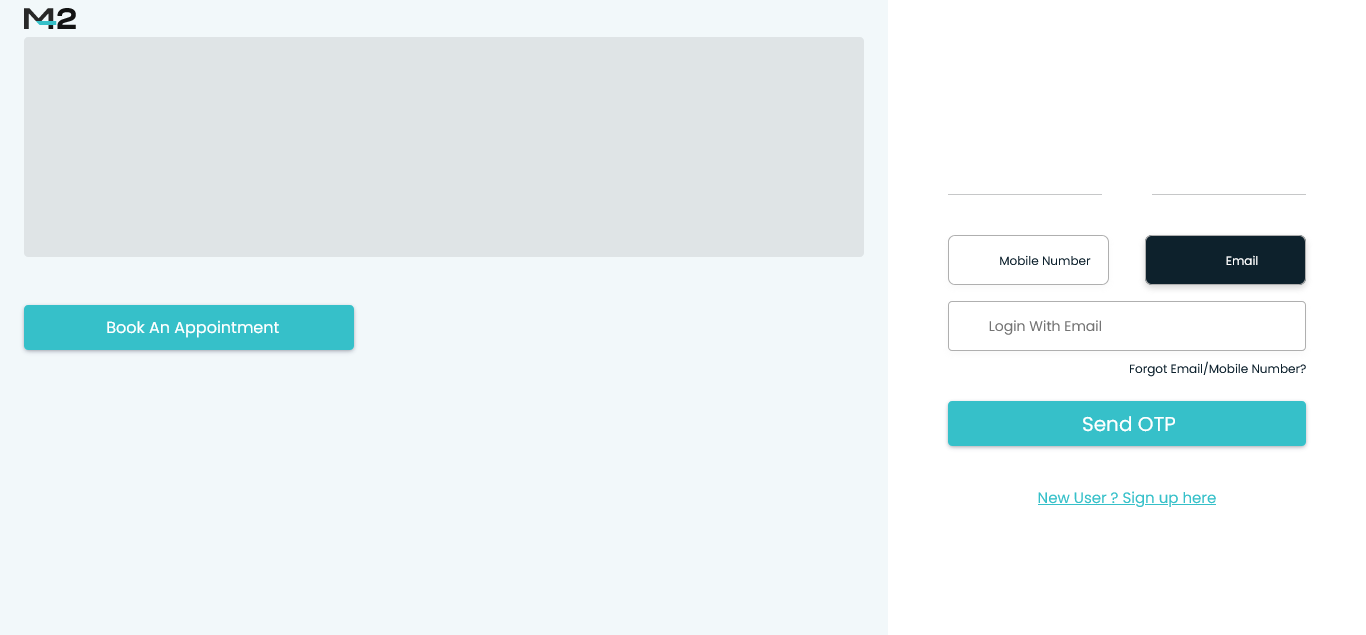 M2
Book An Appointment
Mobile Number
Email
Login With Email
Forgot Email/Mobile Number?
Send OTP
New User ? Sign up here